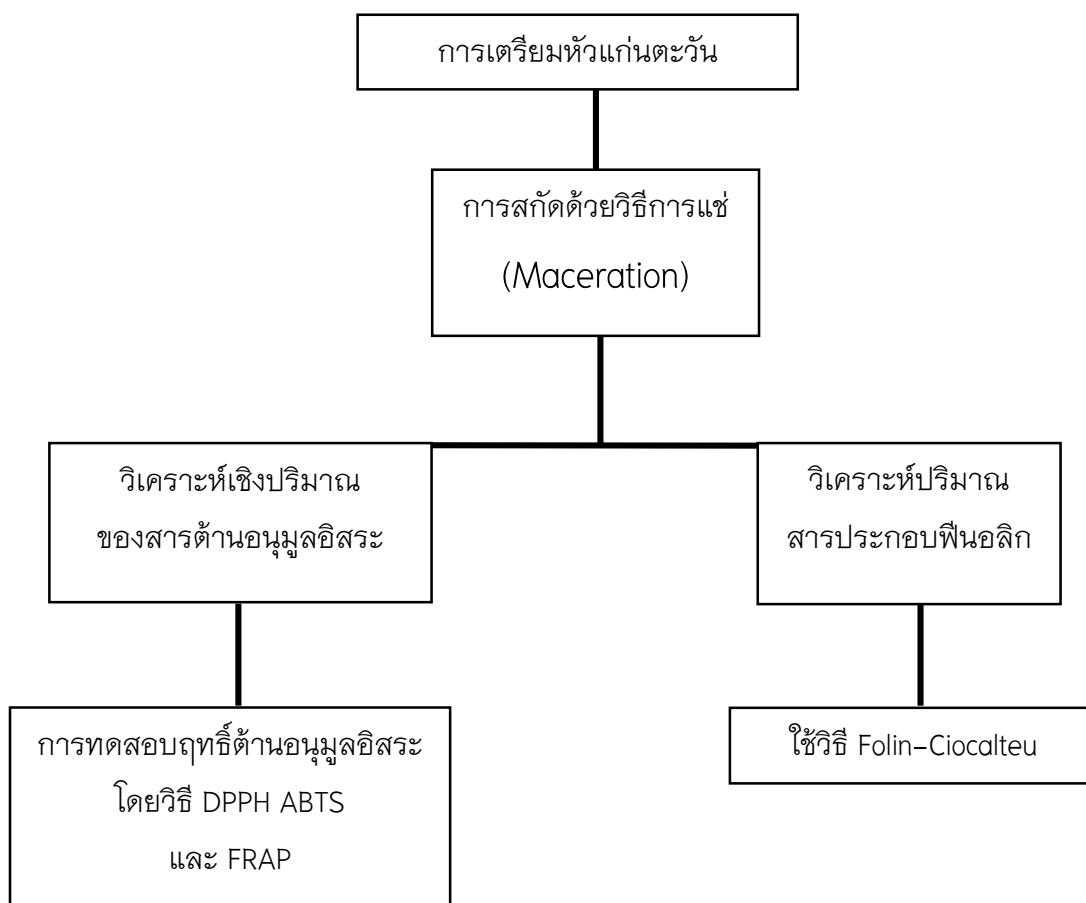 การเตรียมหัวแก่นตะวัน
การสกัดด้วยวิธีการแช่
(Maceration)
วิเคราะห์เชิงปริมาณ
ของสารต้านอนุมูลอิสระ
วิเคราะห์ปริมาณ
สารประกอบฟีนอลิก
การทดสอบฤทธิ์ต้านอนุมูลอิสระ
โดยวิธี DPPH ABTS
และ FRAP
ใช้วิธี Folin–Ciocalteu